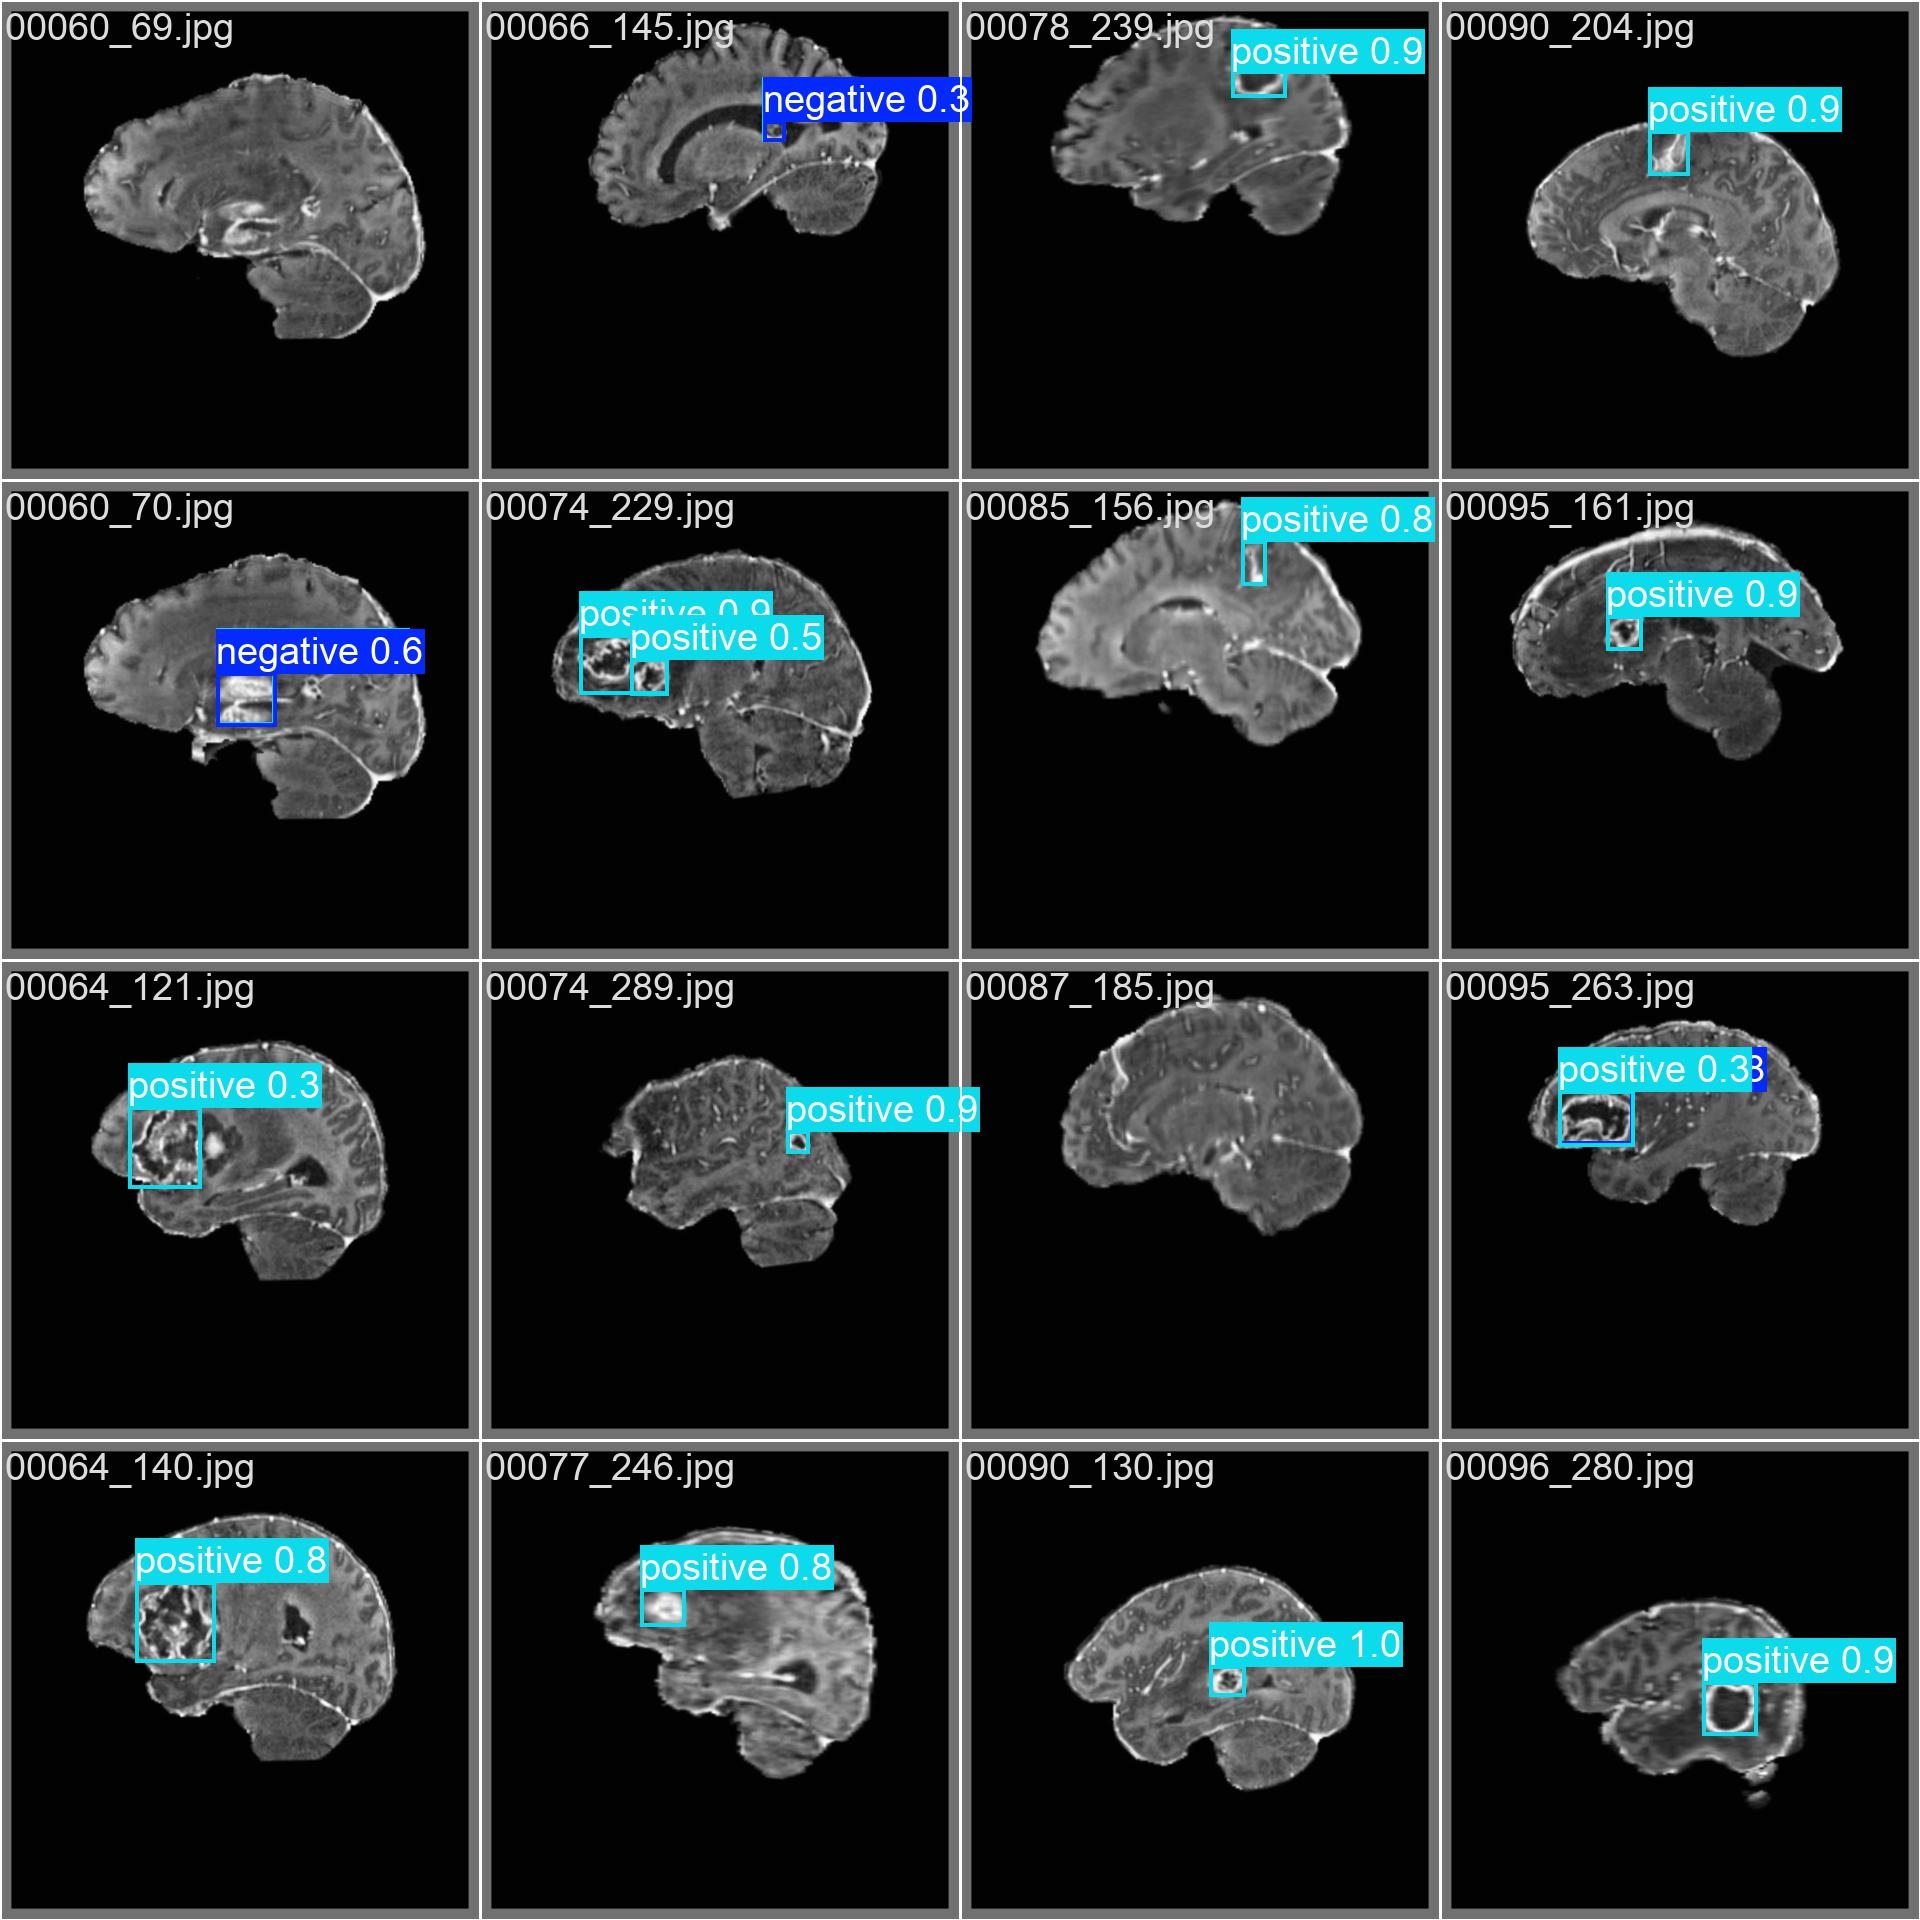 00060_69.jpg
00066_145.jpg
negative 0.3
00078_239.jpg
positive 0.9
00090_204.jpg
positive 0.9
00060_70.jpg
negative 0.6
00074_229.jpg
positive 0.9
positive 0.5
00085_156.jpg
positive 0.8
00095_161.jpg
positive 0.9
00064_121.jpg
positive 0.3
00074_289.jpg
positive 0.9
00087_185.jpg
00095_263.jpg
positive 0.3
00064_140.jpg
positive 0.8
00077_246.jpg
positive 0.8
00090_130.jpg
positive 1.0
00096_280.jpg
positive 0.9